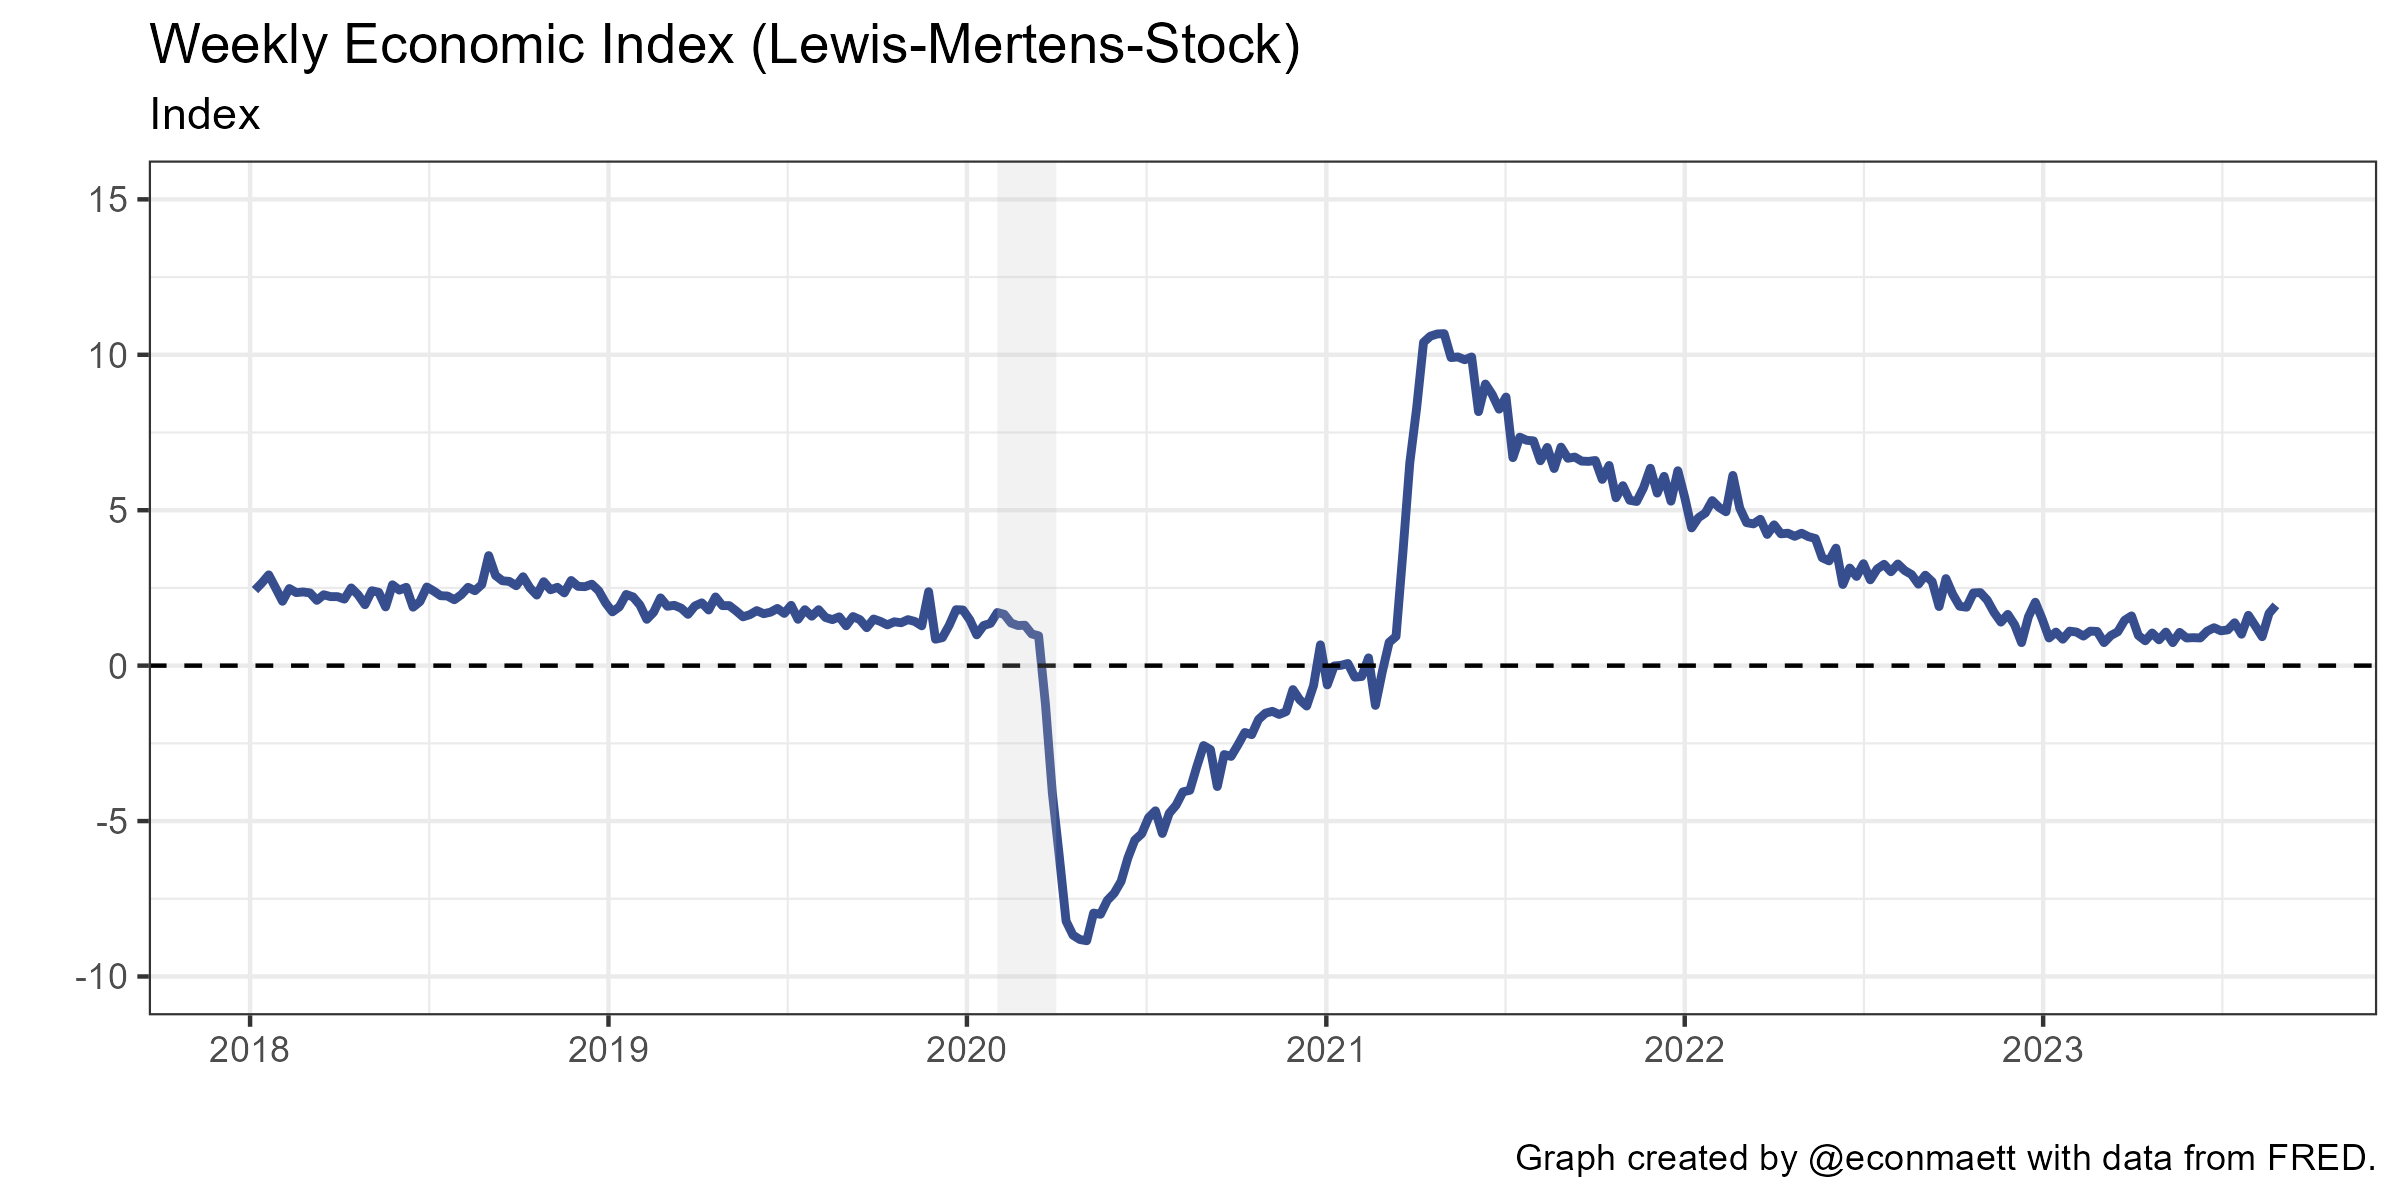 Weekly Economic Index (Lewis-Mertens-Stock)
Index
15
10
5
0
-5
-10
2018 2019 2020 2021 2022 2023
Graph created by @econmaett with data from FRED.